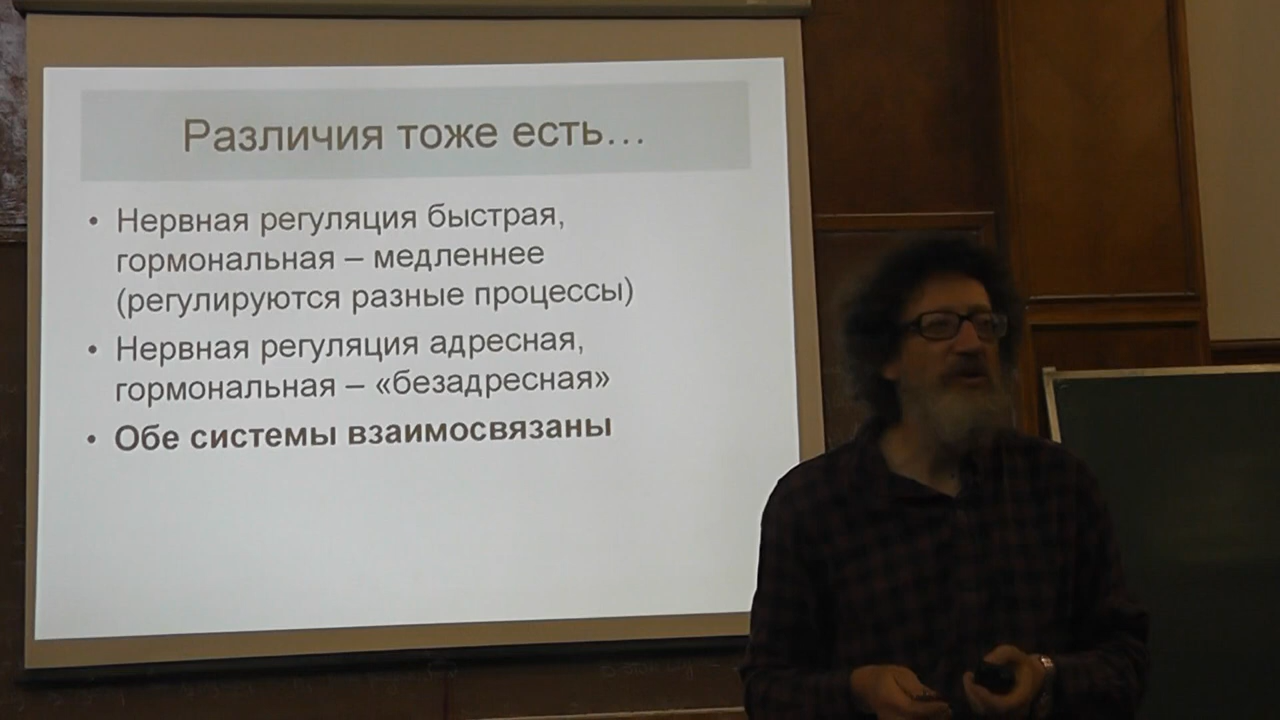 Различия тоже есть…
• Нервная регуляция быстрая,
гормональная – медленнее
(регулируются разные процессы)
• Нервная регуляция адресная,
гормональная – «безадресная»
• Обе системы взаимосвязаны